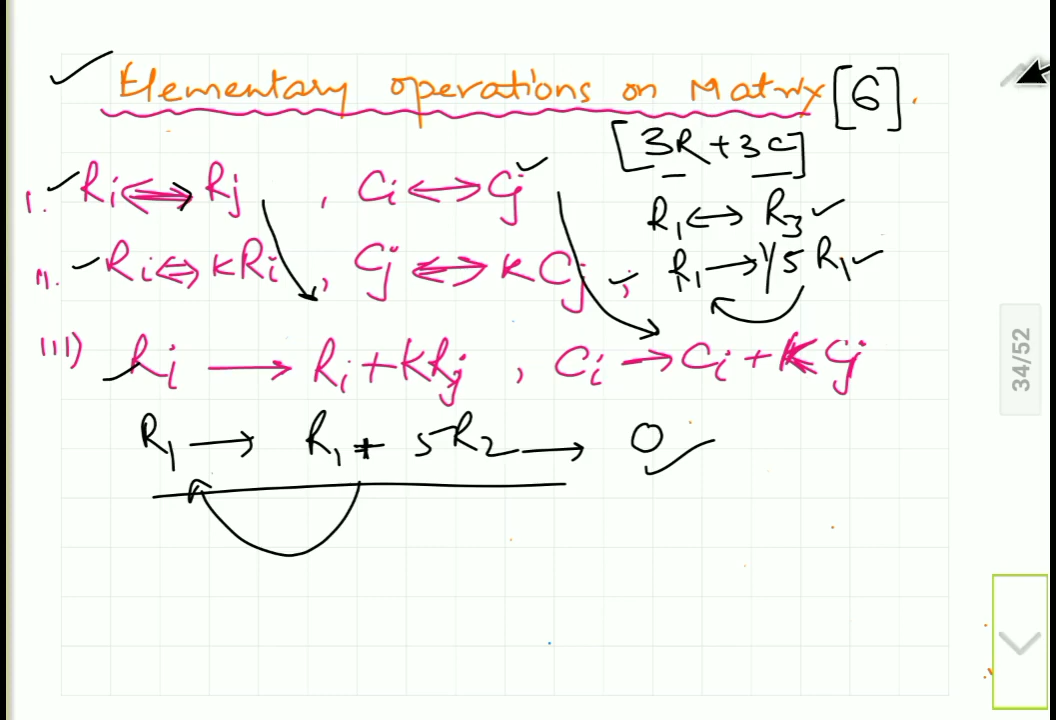 Elementary operations on Matrix [6].
[3R + 3C]
I. Ri ⟺ Rj , Ci ⟷ Cj
R1 ⟷ R3
II. Ri ⟺ KRi , Cj ⟺ KCj ;
R1 → 1/5 R1
III) Ri → Ri + KRj , Ci → Ci + KCj
R1 → R1 + 5R2 → 0
34/52